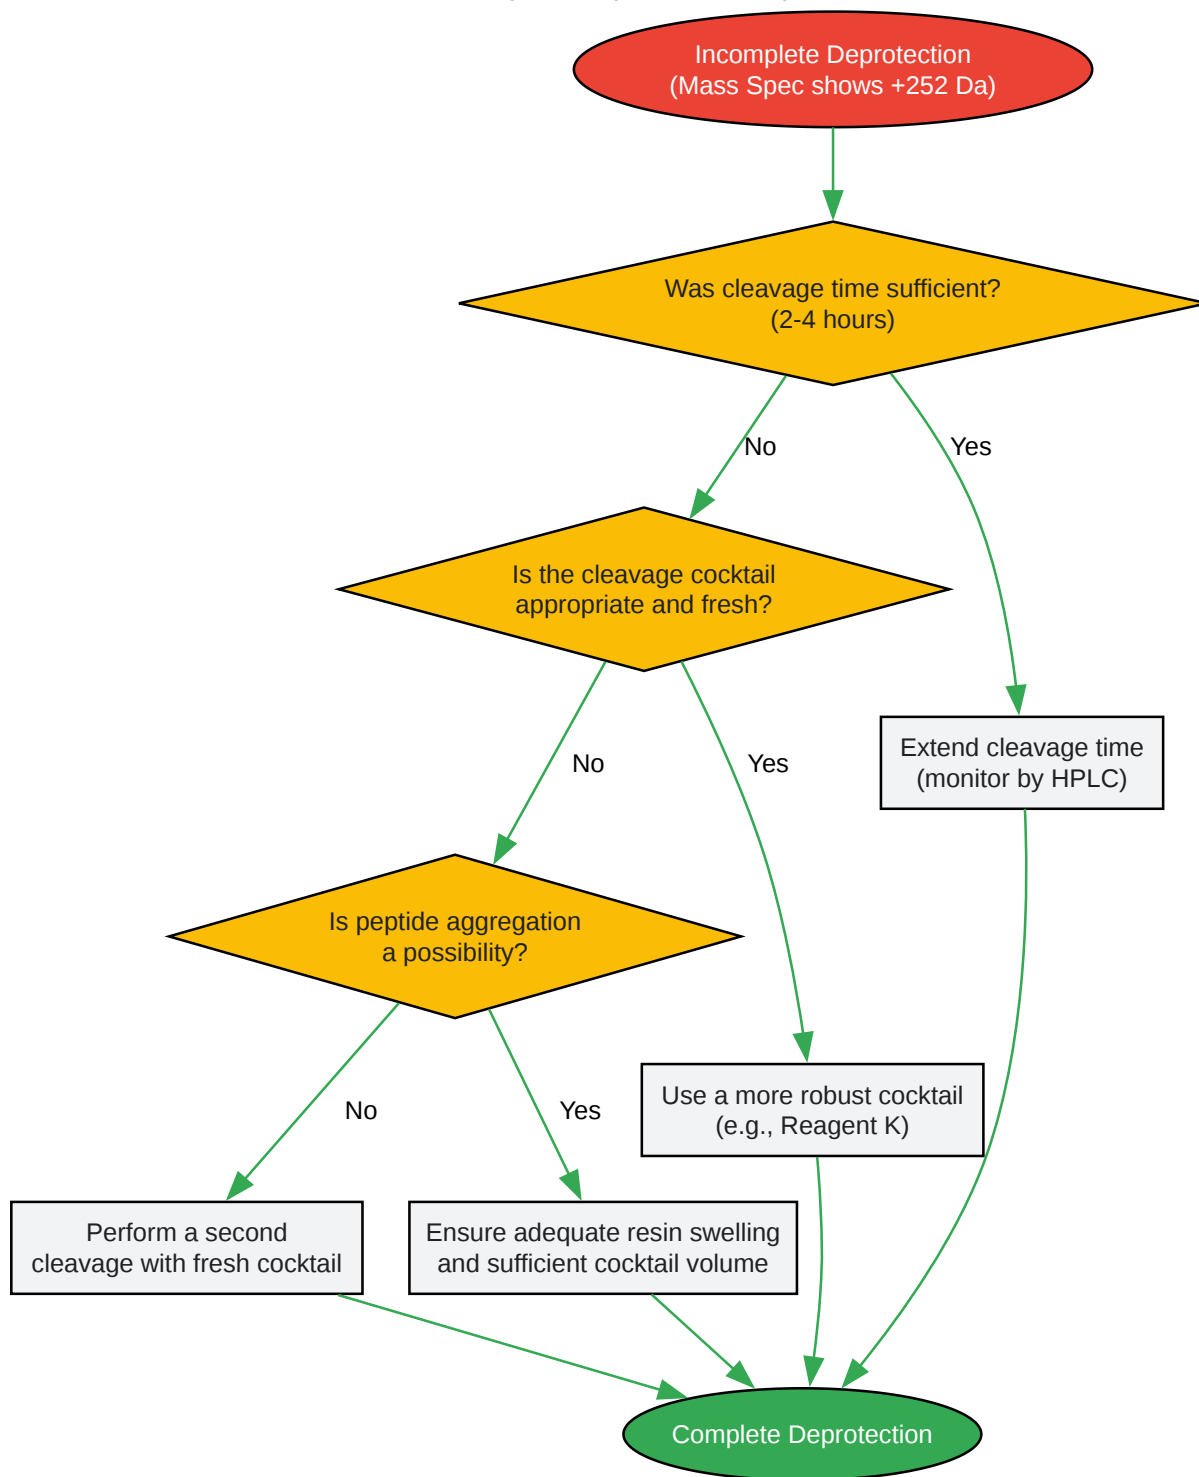 Incomplete Deprotection
(Mass Spec shows +252 Da)
Was cleavage time sufficient?
(2-4 hours)
No
Yes
Is the cleavage cocktail
appropriate and fresh?
Extend cleavage time
(monitor by HPLC)
No
Yes
Is peptide aggregation
a possibility?
Use a more robust cocktail
(e.g., Reagent K)
No
Yes
Perform a second
cleavage with fresh cocktail
Ensure adequate resin swelling
and sufficient cocktail volume
Complete Deprotection